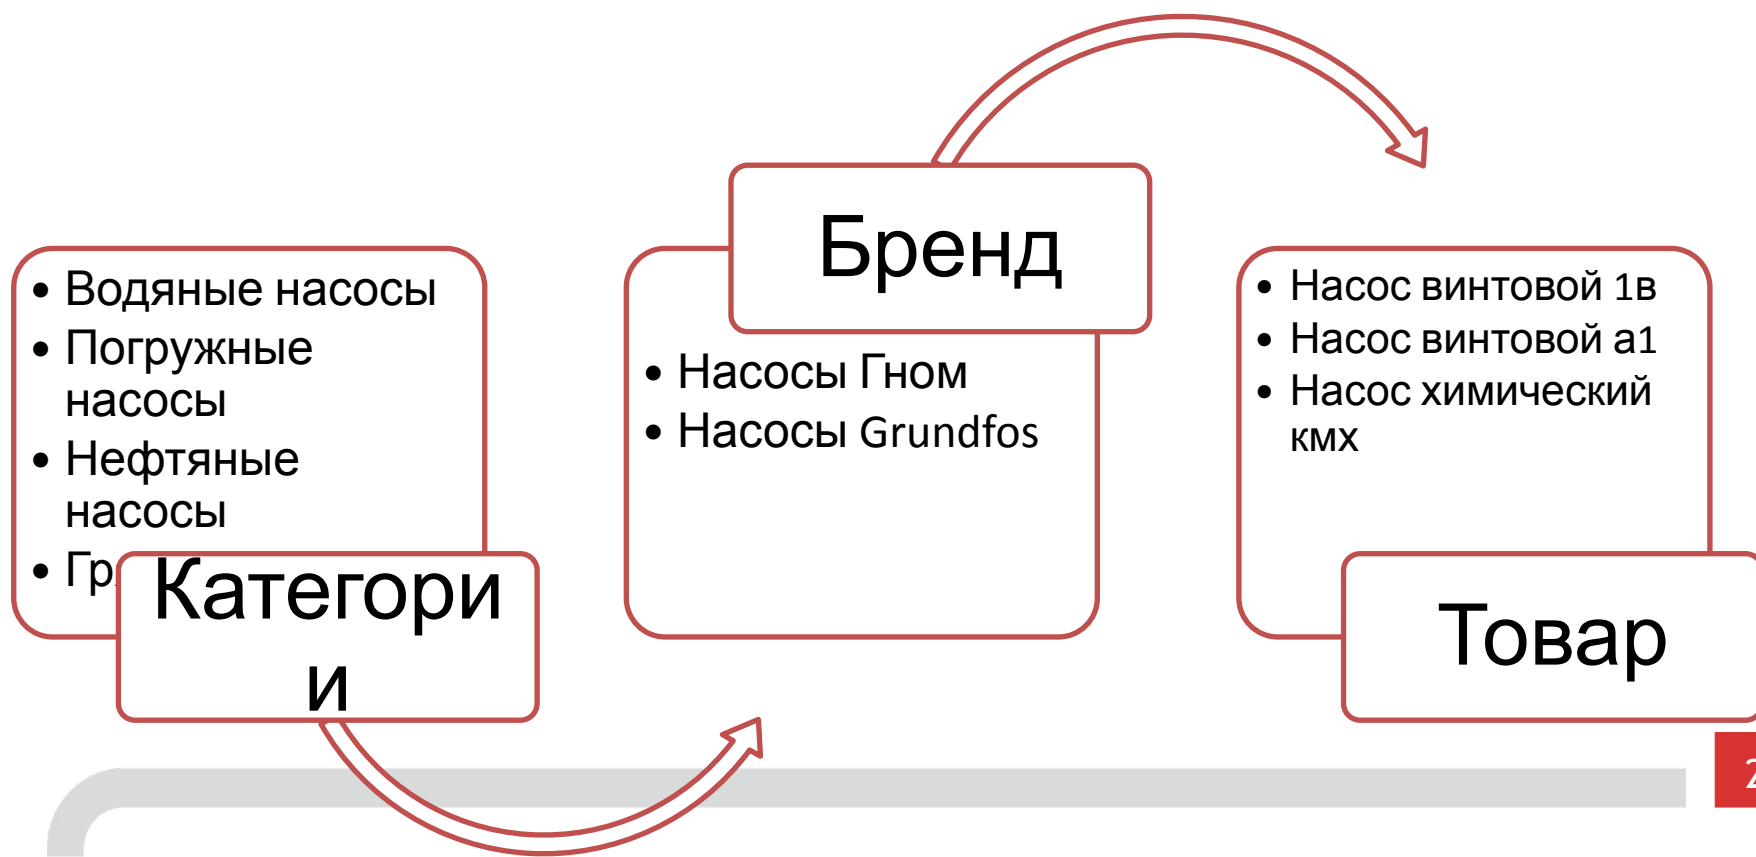 • Водяные насосы
• Погружные
насосы
• Нефтяные
насосы
Категори
и
Бренд
• Насосы Гном
• Насосы Grundfos
• Насос винтовой 1в
• Насос винтовой а1
• Насос химический
кмх
Товар